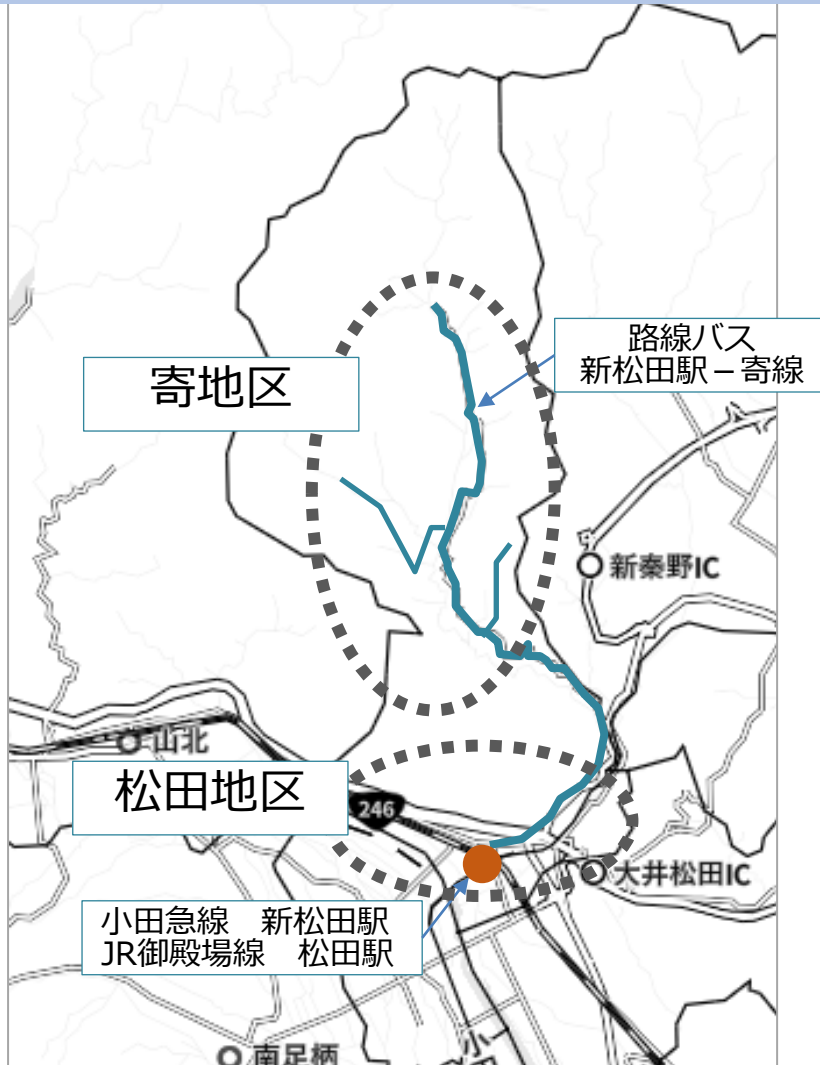 路線バス
新松田駅－寄線
寄地区
新秦野IC
山北
松田地区
246
大井松田IC
小田急線　新松田駅
JR御殿場線　松田駅
南足柄
小